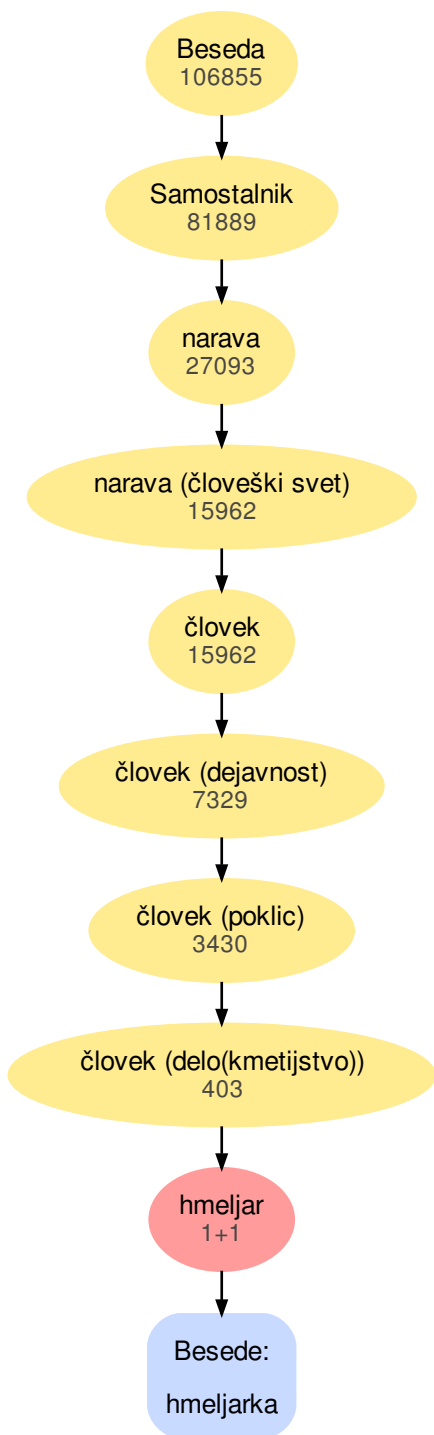 Beseda
106855
Samostalnik
81889
narava
27093
narava (človeški svet)
15962
človek
15962
človek (dejavnost)
7329
človek (poklic)
3430
človek (delo(kmetijstvo))
403
hmeljar
1+1
Besede:
hmeljarka